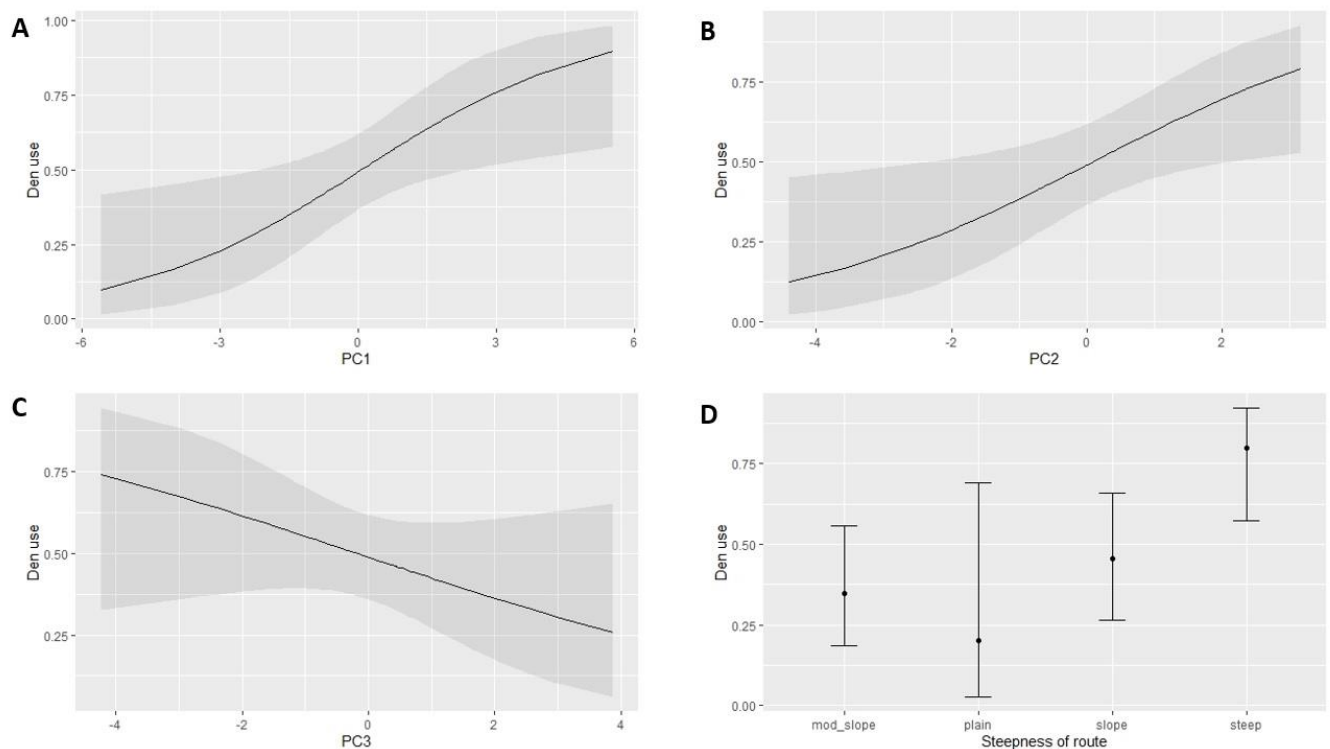 A
1.00
0.75
0.50
0.25
0.00
Den use
-6
-3
0
3
6
PC1
B
0.75
0.50
0.25
0.00
Den use
-4
-2
0
2
PC2
C
0.75
0.50
0.25
Den use
-4
-2
0
2
4
PC3
D
0.75
0.50
0.25
0.00
Den use
mod_slope
plain
slope
steep
Steepness of route